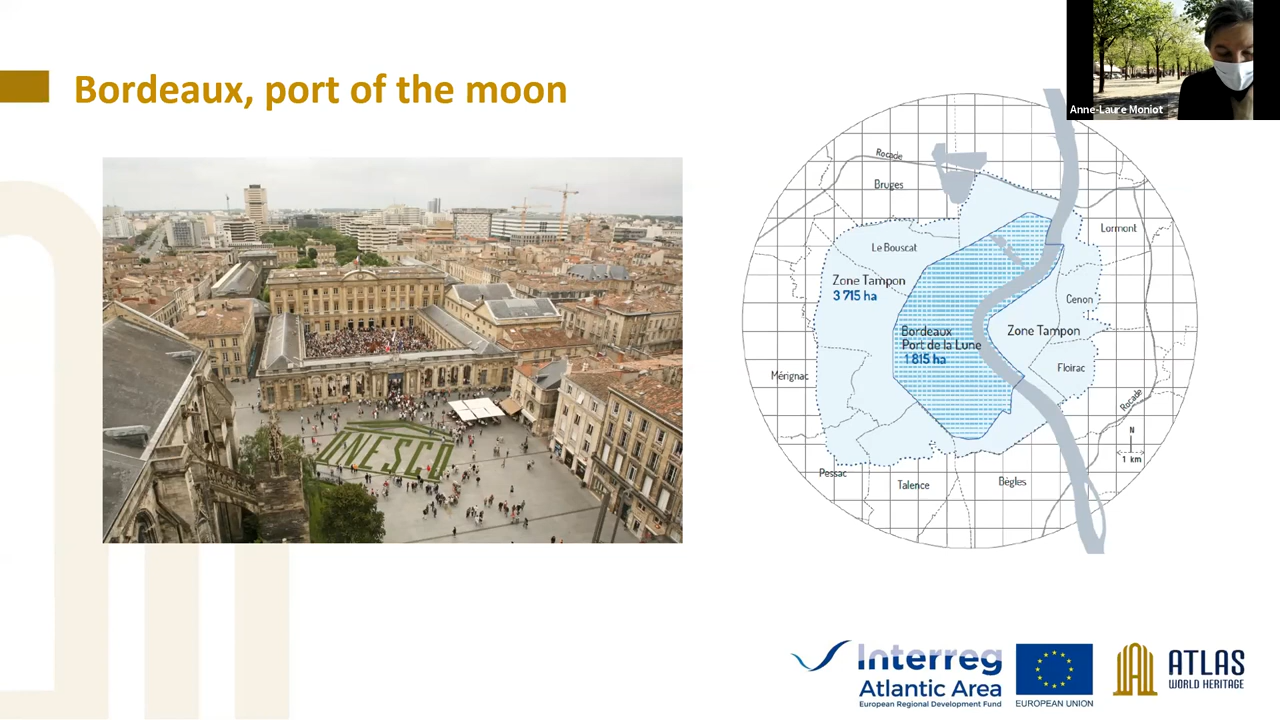 Bordeaux, port of the moon
Anne-Laure Moniot
UNESCO
Rocade
Bruges
Lormont
Le Bouscat
Zone Tampon
3 715 ha
Cenon
Bordeaux
Port de la Lune
1 815 ha
Zone Tampon
Floirac
Mérignac
Rocade
N
1 km
Pessac
Talence
Bègles
Interreg
Atlantic Area
European Regional Development Fund
EUROPEAN UNION
ATLAS
WORLD HERITAGE